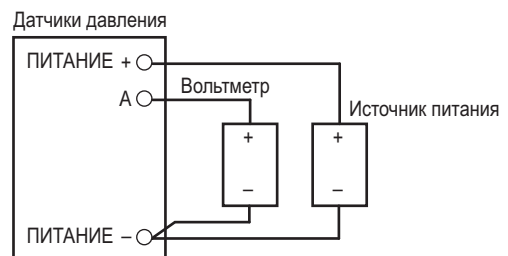 Датчики давления
ПИТАНИЕ +
А
Вольтметр
Источник питания
+
+
–
–
ПИТАНИЕ –